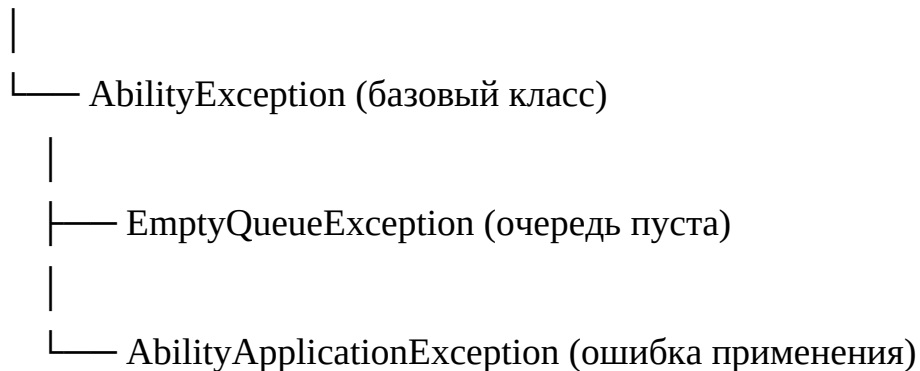 │
└── AbilityException (базовый класс)
│
├── EmptyQueueException (очередь пуста)
│
└── AbilityApplicationException (ошибка применения)